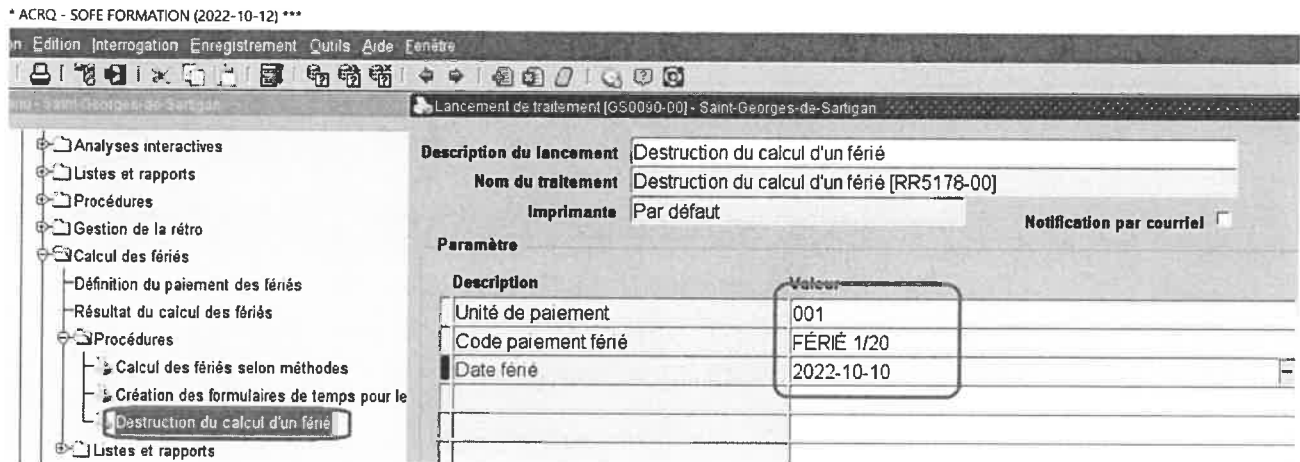 * ACRQ - SOFE FORMATION (2022-10-12) ***
on Edition Interrogation Enregistrement Outils Aide Fenêtre
- Saint-Georges-de-Sartigan
Lancement de traitement [GS0090-00] - Saint-Georges-de-Sartigan
Analyses interactives
Listes et rapports
Procédures
Gestion de la rétro
Calcul des fériés
Définition du paiement des fériés
Résultat du calcul des fériés
Procédures
Calcul des fériés selon méthodes
Création des formulaires de temps pour le
Destruction du calcul d'un férié
Listes et rapports
Description du lancement Destruction du calcul d'un férié
Nom du traitement Destruction du calcul d'un férié [RR5178-00]
Imprimante Par défaut
Notification par courriel
Paramètre
Description Valeur
Unité de paiement 001
Code paiement férié FÉRIÉ 1/20
Date férié 2022-10-10